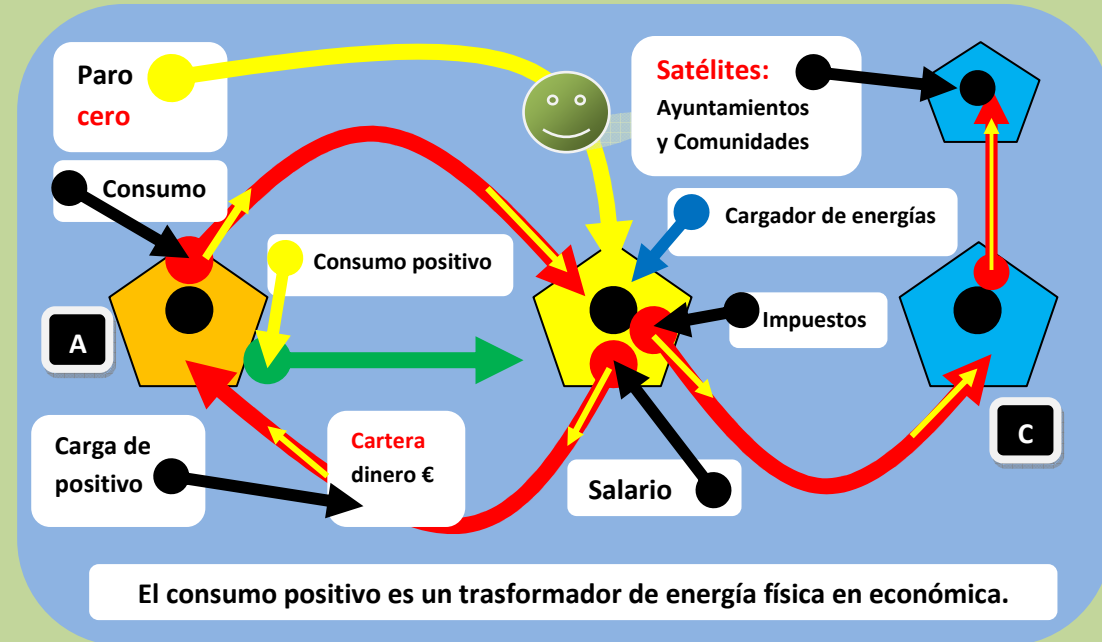 Paro
cero
Satélites:
Ayuntamientos
y Comunidades
Consumo
Cargador de energías
Consumo positivo
Impuestos
A
Carga de
positivo
Cartera
dinero €
Salario
C
El consumo positivo es un trasformador de energía física en económica.